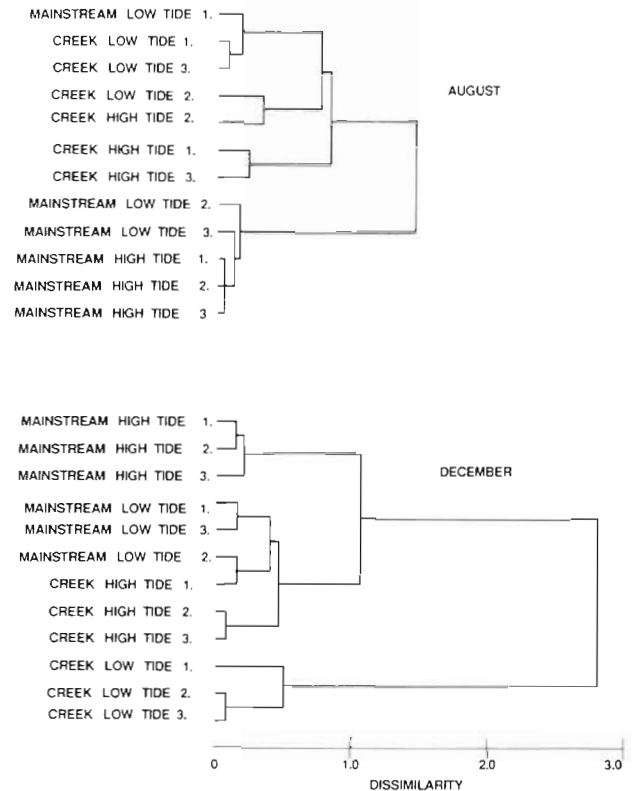 MAINSTREAM LOW TIDE 1.
CREEK LOW TIDE 1.
CREEK LOW TIDE 3.
CREEK LOW TIDE 2.
CREEK HIGH TIDE 2.
CREEK HIGH TIDE 1.
CREEK HIGH TIDE 3.
MAINSTREAM LOW TIDE 2.
MAINSTREAM LOW TIDE 3.
MAINSTREAM HIGH TIDE 1.
MAINSTREAM HIGH TIDE 2.
MAINSTREAM HIGH TIDE 3
AUGUST
MAINSTREAM HIGH TIDE 1.
MAINSTREAM HIGH TIDE 2.
MAINSTREAM HIGH TIDE 3.
MAINSTREAM LOW TIDE 1.
MAINSTREAM LOW TIDE 3.
MAINSTREAM LOW TIDE 2.
CREEK HIGH TIDE 1.
CREEK HIGH TIDE 2.
CREEK HIGH TIDE 3.
CREEK LOW TIDE 1.
CREEK LOW TIDE 2.
CREEK LOW TIDE 3.
DECEMBER
0 1.0 2.0 3.0
DISSIMILARITY